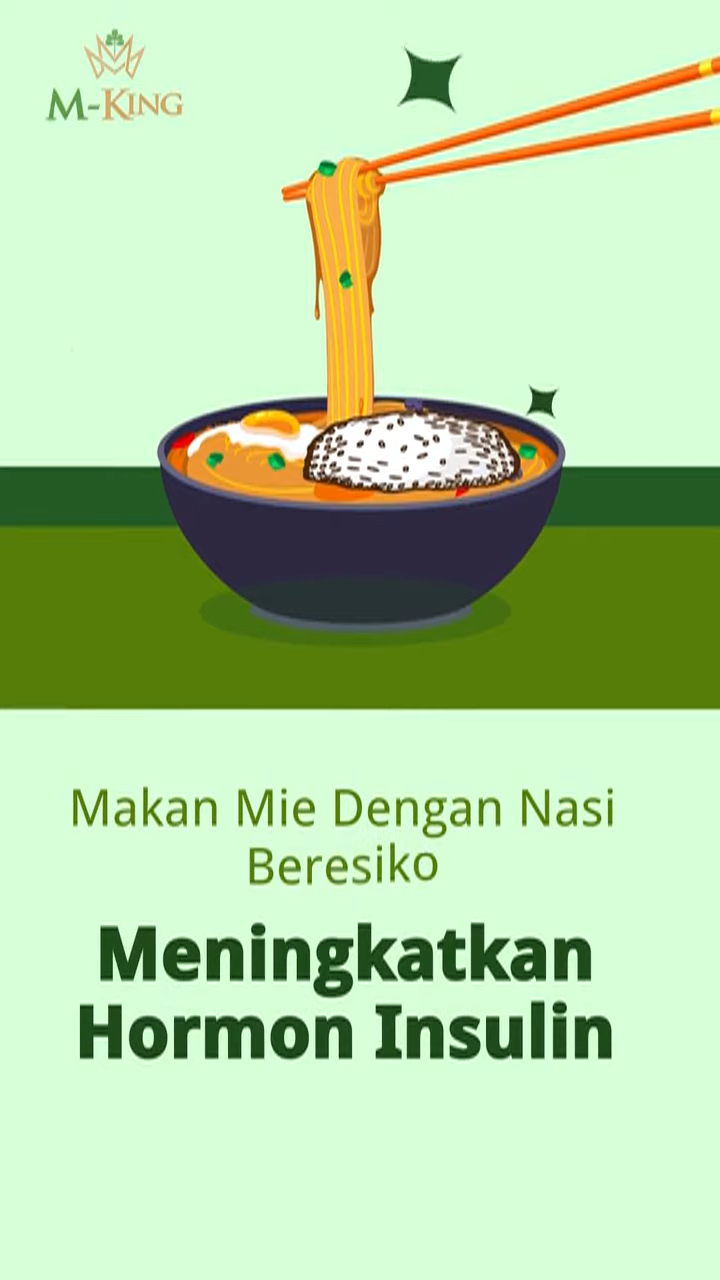 M-KING
Makan Mie Dengan Nasi
Beresiko
Meningkatkan
Hormon Insulin